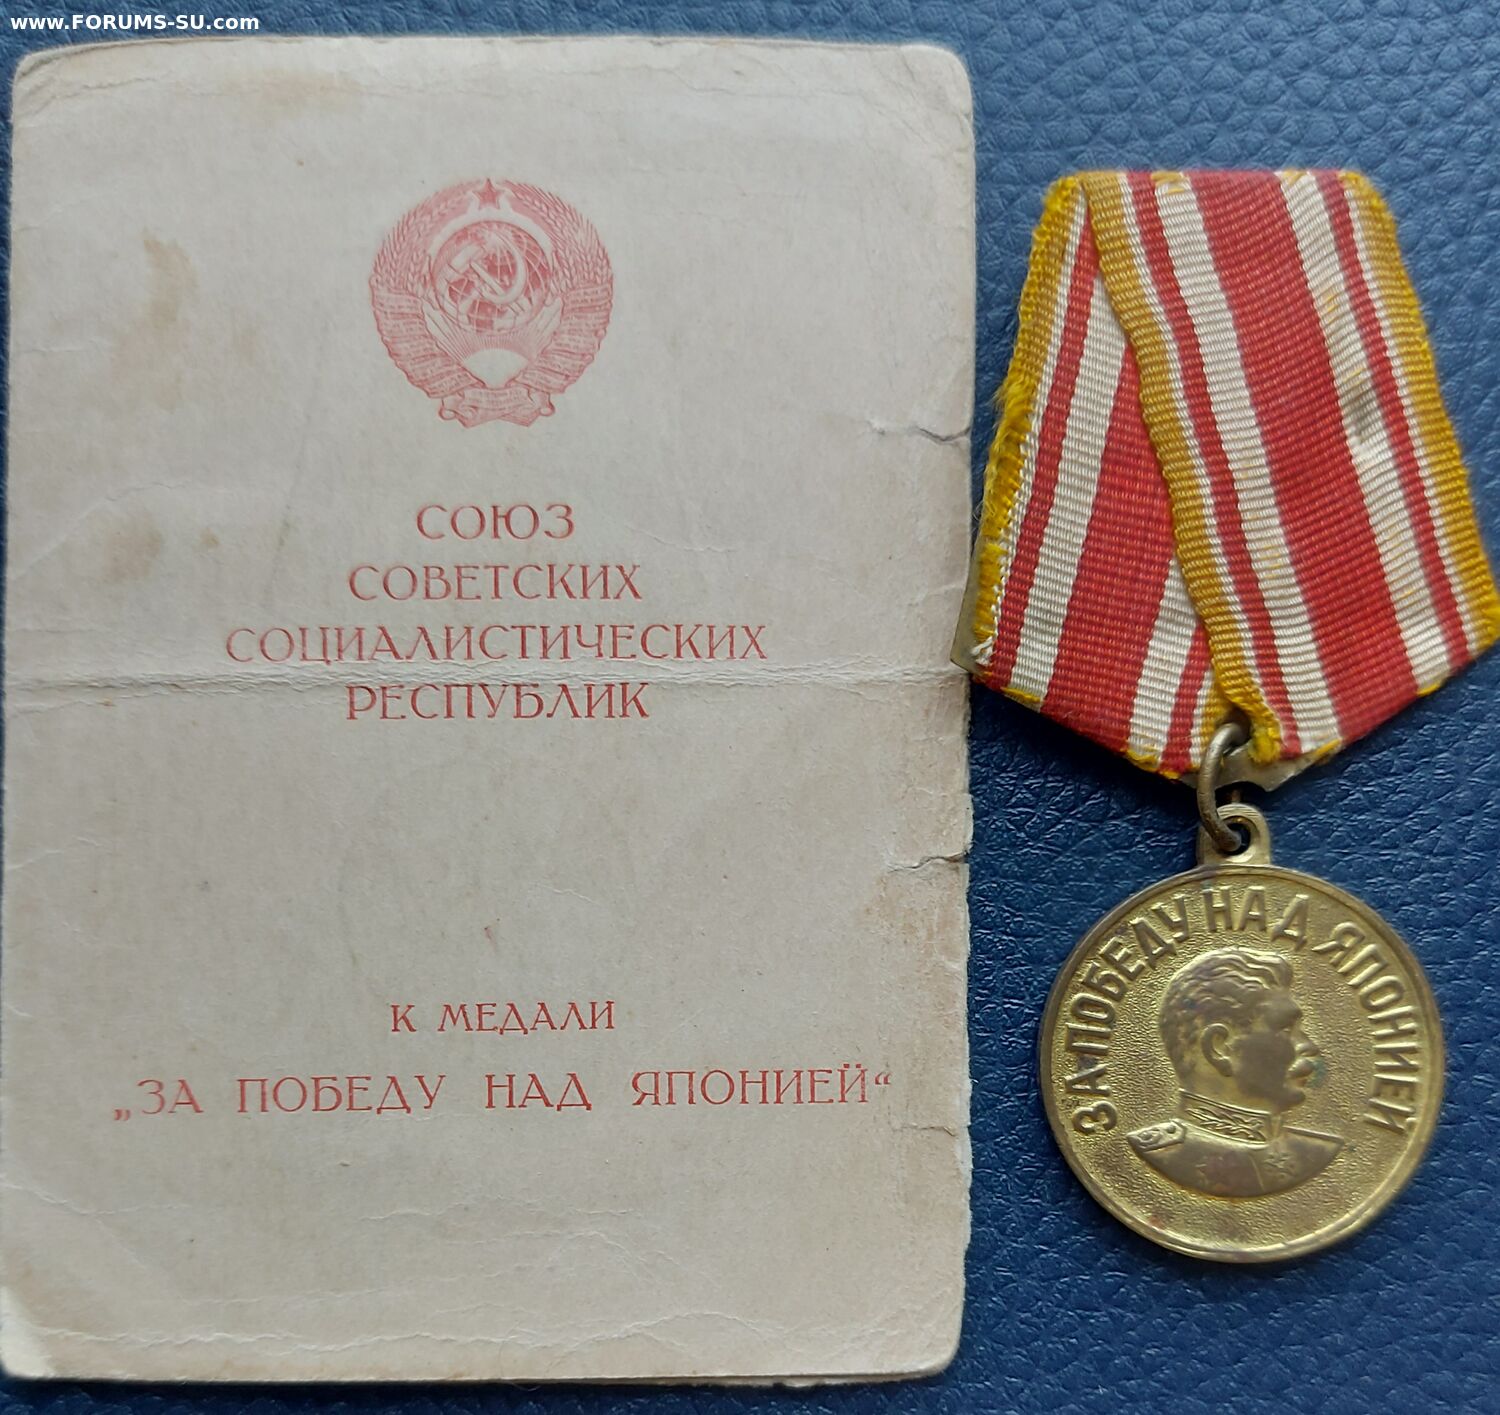 www.FORUMS-SU.com
СОЮЗ
СОВЕТСКИХ
СОЦИАЛИСТИЧЕСКИХ
РЕСПУБЛИК
К МЕДАЛИ
„ЗА ПОБЕДУ НАД ЯПОНИЕЙ“
ЗА ПОБЕДУ НАД ЯПОНИЕЙ